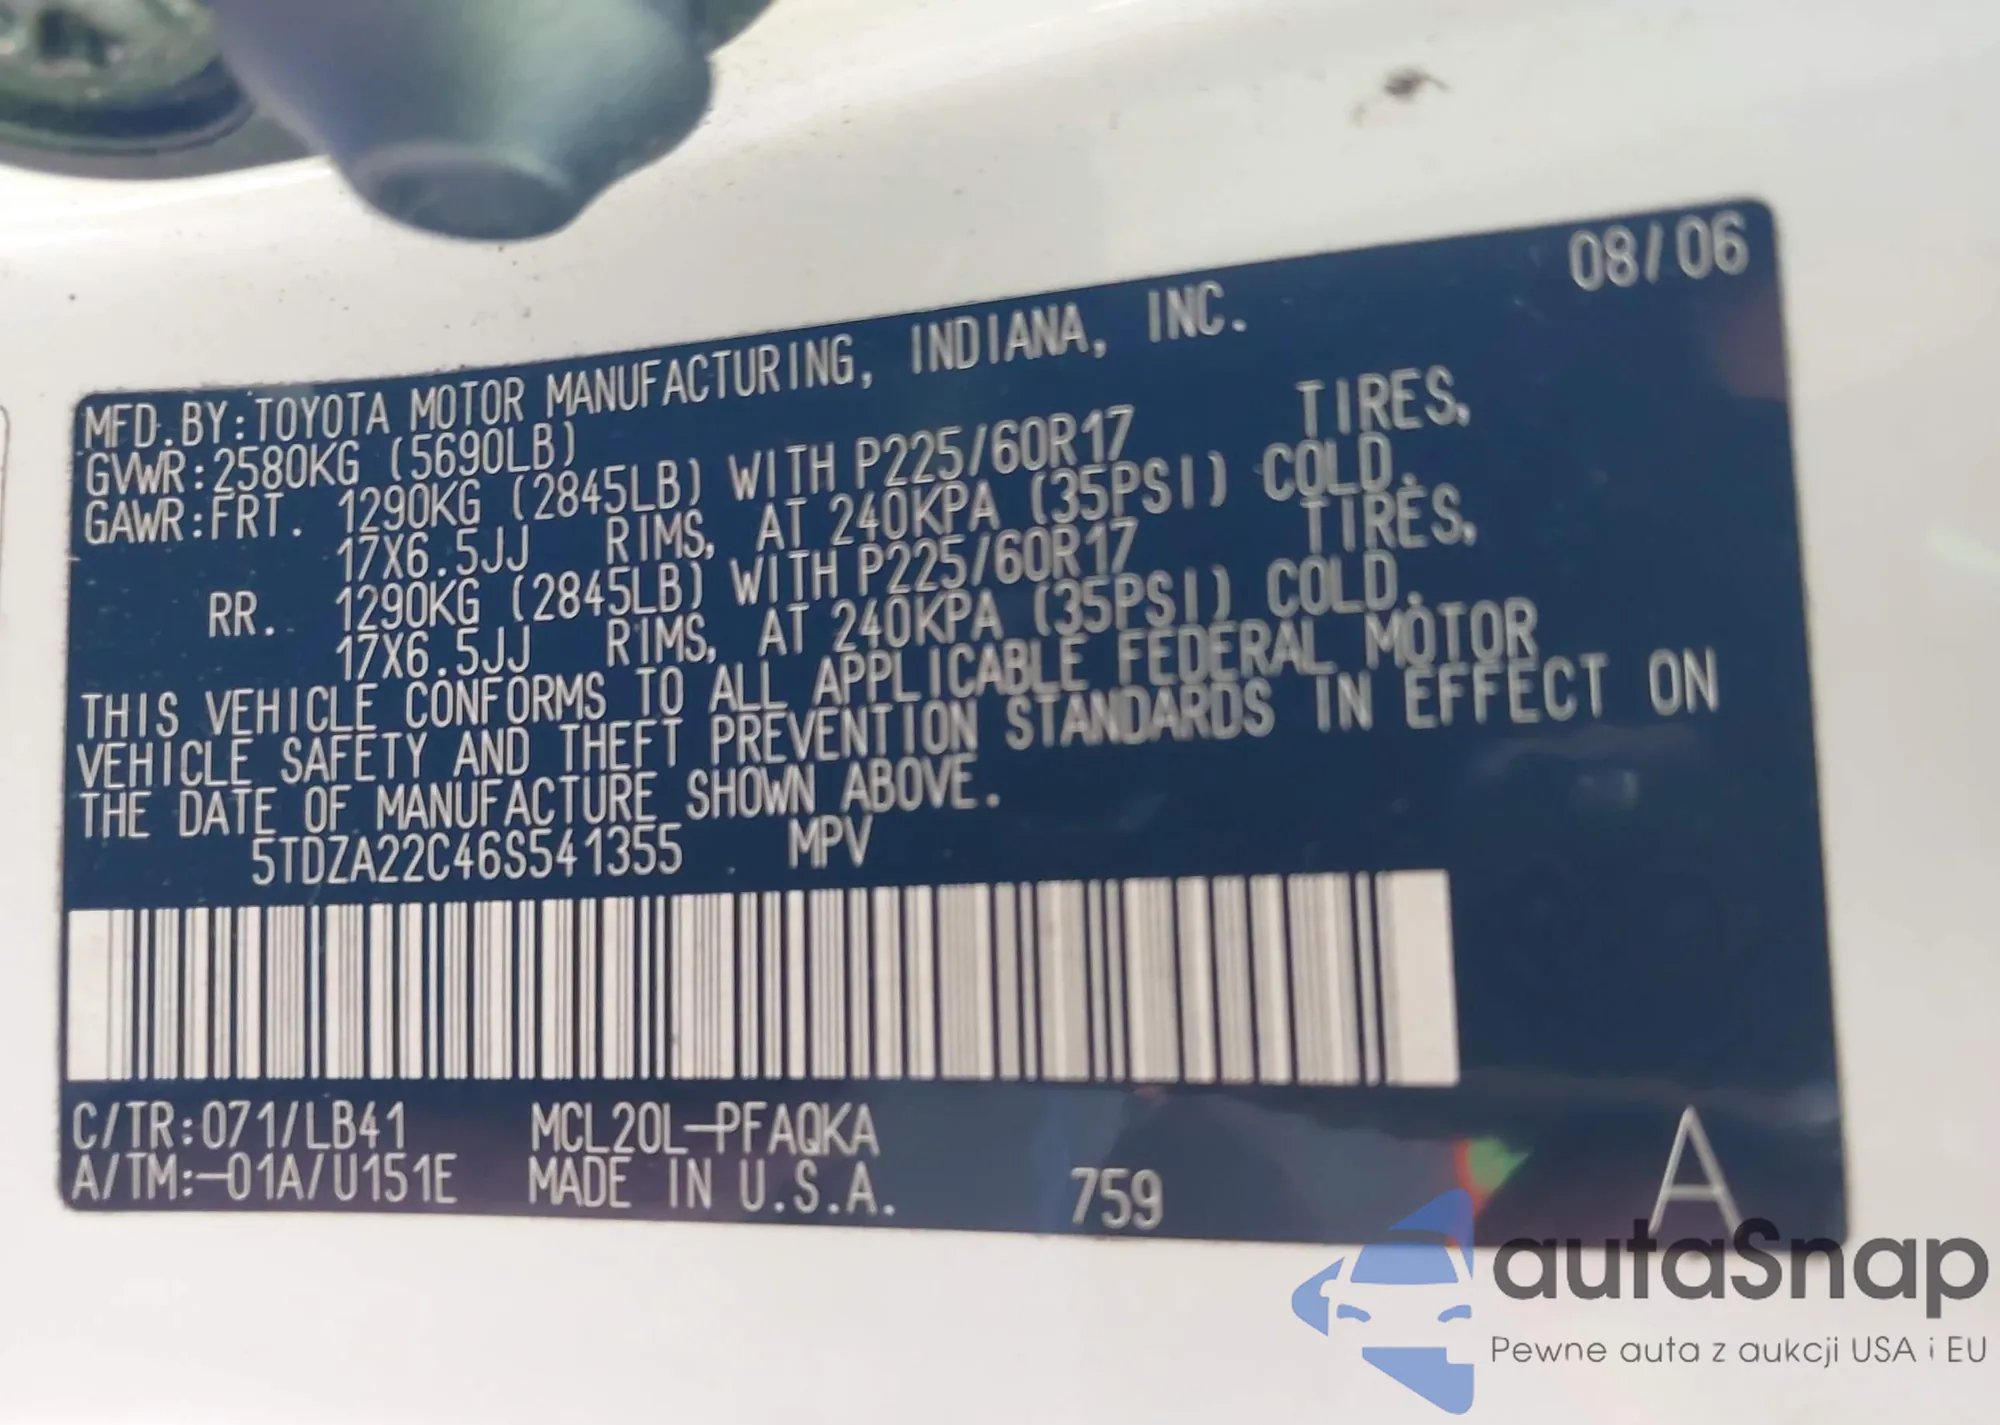 08/06
MFD.BY:TOYOTA MOTOR MANUFACTURING, INDIANA, INC.
GVWR:2580KG (5690LB)
GAWR:FRT. 1290KG (2845LB) WITH P225/60R17 TIRES,
17X6.5JJ RIMS, AT 240KPA (35PSI) COLD.
RR. 1290KG (2845LB) WITH P225/60R17 TIRES,
17X6.5JJ RIMS, AT 240KPA (35PSI) COLD.
THIS VEHICLE CONFORMS TO ALL APPLICABLE FEDERAL MOTOR
VEHICLE SAFETY AND THEFT PREVENTION STANDARDS IN EFFECT ON
THE DATE OF MANUFACTURE SHOWN ABOVE.
5TDZA22C46S541355 MPV
C/TR:071/LB41 MCL20L-PFAQKA
A/TM:-01A/U151E MADE IN U.S.A. 759 A
autaSnap
Pewne auta z aukcji USA i EU